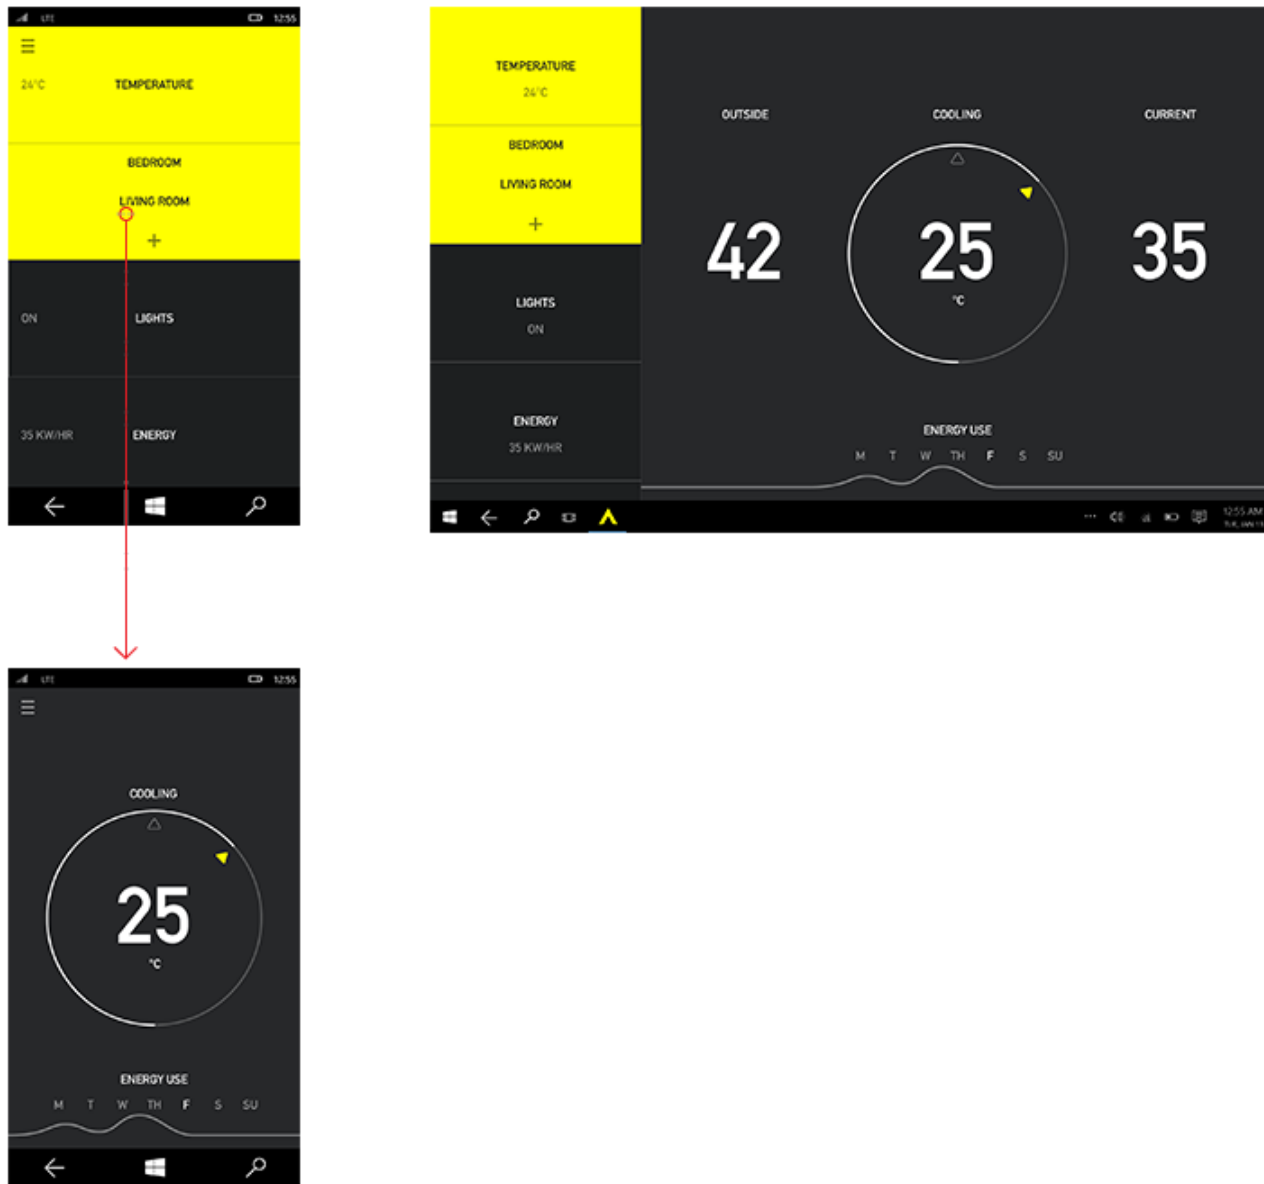 LTE 12:55
24°C TEMPERATURE
BEDROOM
LIVING ROOM
+
ON LIGHTS
35 KW/HR ENERGY
TEMPERATURE
24°C
BEDROOM
LIVING ROOM
+
LIGHTS
ON
ENERGY
35 KW/HR
OUTSIDE COOLING CURRENT
42 25 35
°C
ENERGY USE
M T W TH F S SU
12:55 AM
LTE 12:55
COOLING
25
°C
ENERGY USE
M T W TH F S SU